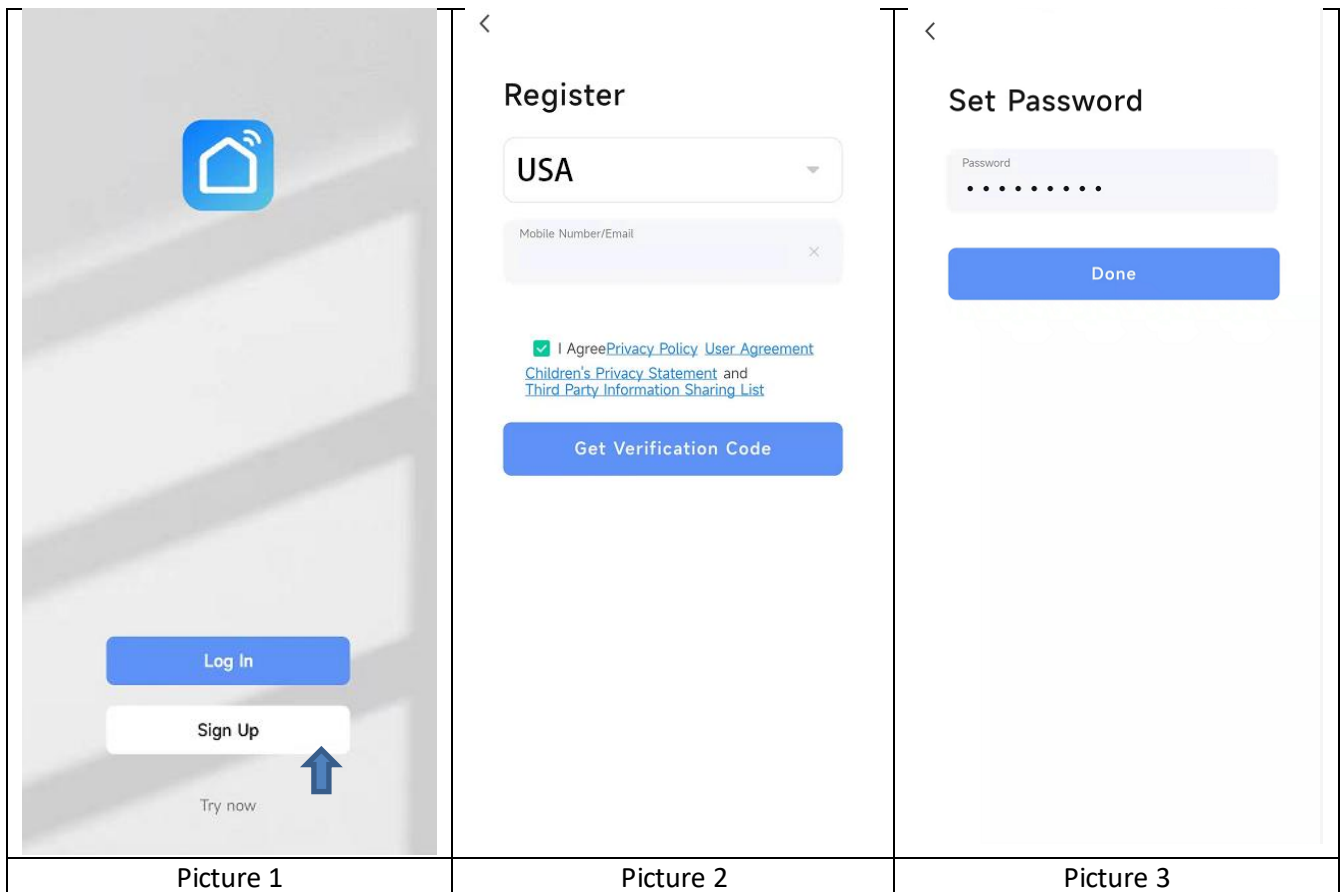 Log In
Sign Up
Try now
Picture 1
Register
USA
Mobile Number/Email
I AgreePrivacy Policy User Agreement
Children's Privacy Statement and
Third Party Information Sharing List
Get Verification Code
Picture 2
Set Password
Password
Done
Picture 3